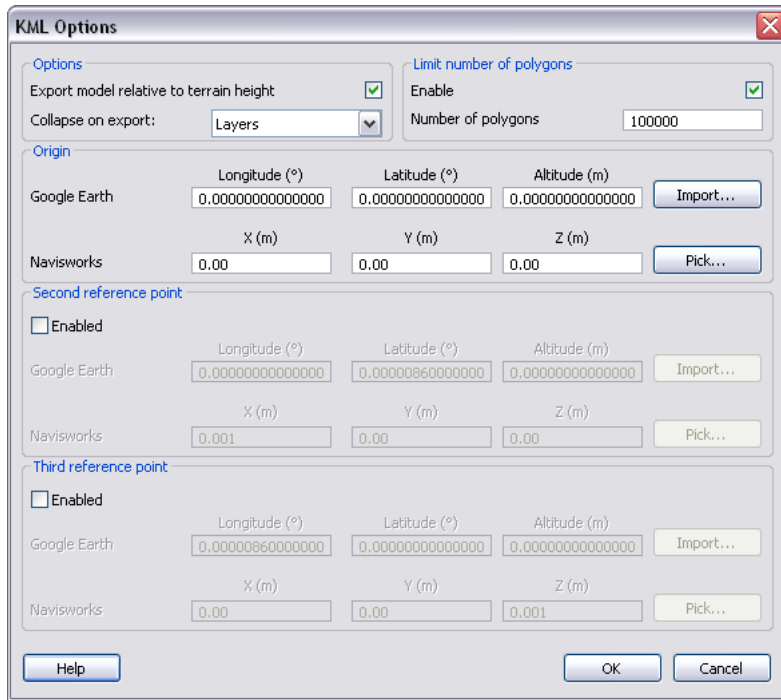 KML Options
Options
Export model relative to terrain height
Collapse on export: Layers
Limit number of polygons
Enable
Number of polygons 100000
Origin
Longitude (°) Latitude (°) Altitude (m)
Google Earth 0.00000000000000 0.00000000000000 0.00000000000000 Import...
X (m) Y (m) Z (m)
Navisworks 0.00 0.00 0.00 Pick...
Second reference point
Enabled
Longitude (°) Latitude (°) Altitude (m)
Google Earth 0.00000000000000 0.00000860000000 0.00000000000000 Import...
X (m) Y (m) Z (m)
Navisworks 0.001 0.00 0.00 Pick...
Third reference point
Enabled
Longitude (°) Latitude (°) Altitude (m)
Google Earth 0.00000860000000 0.00000000000000 0.00000000000000 Import...
X (m) Y (m) Z (m)
Navisworks 0.00 0.00 0.001 Pick...
Help OK Cancel